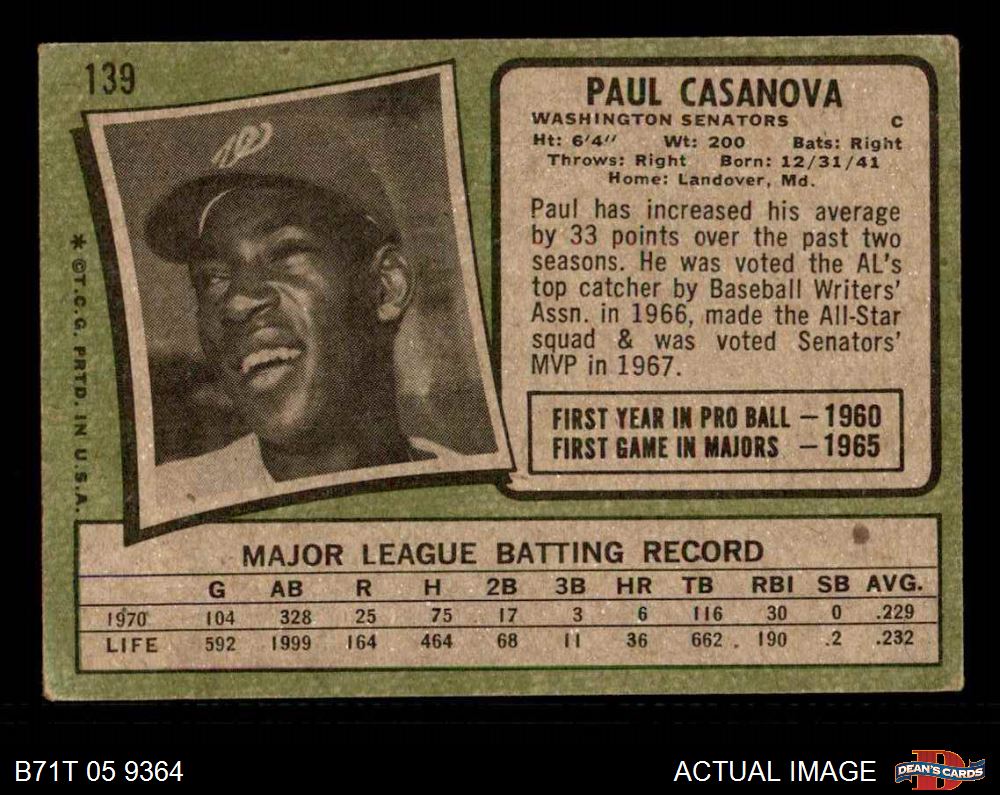 139
PAUL CASANOVA
WASHINGTON SENATORS C
Ht: 6'4" Wt: 200 Bats: Right
Throws: Right Born: 12/31/41
Home: Landover, Md.
Paul has increased his average
by 33 points over the past two
seasons. He was voted the AL's
top catcher by Baseball Writers'
Assn. in 1966, made the All-Star
squad & was voted Senators'
MVP in 1967.
FIRST YEAR IN PRO BALL – 1960
FIRST GAME IN MAJORS – 1965
* ©T.C.G. PRTD. IN U.S.A.
MAJOR LEAGUE BATTING RECORD
G AB R H 2B 3B HR TB RBI SB AVG.
1970 104 328 25 75 17 3 6 116 30 0 .229
LIFE 592 1999 164 464 68 11 36 662 190 2 .232
B71T 05 9364
ACTUAL IMAGE
D
DEAN'S CARDS